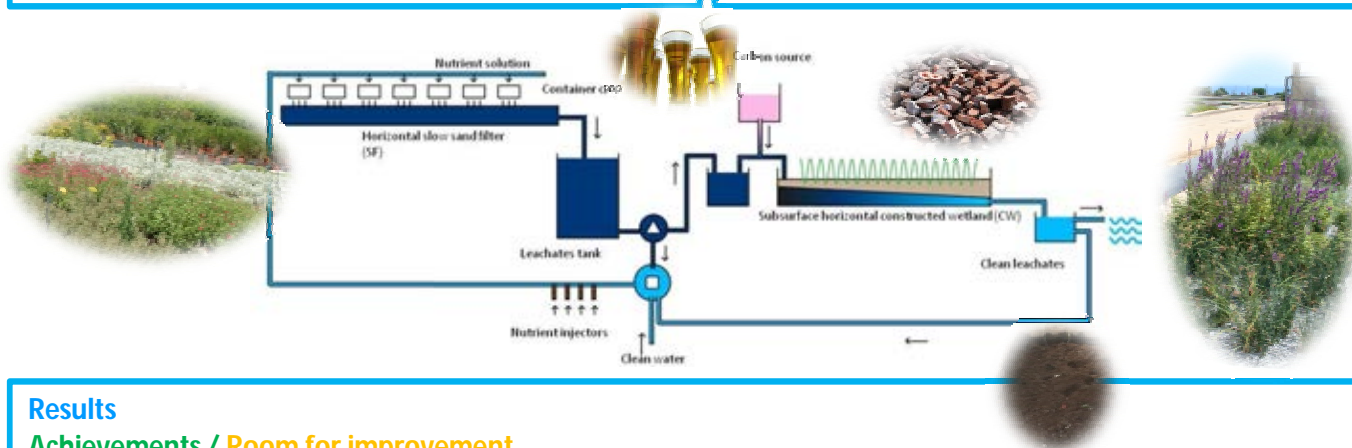 Nutrient solution
Container crop
Carbon source
Horizontal slow sand filter
(SF)
Subsurface horizontal constructed wetland (CW)
Leachates tank
Clean leachates
Nutrient injectors
Clean water
Results
Achievements / Room for improvement